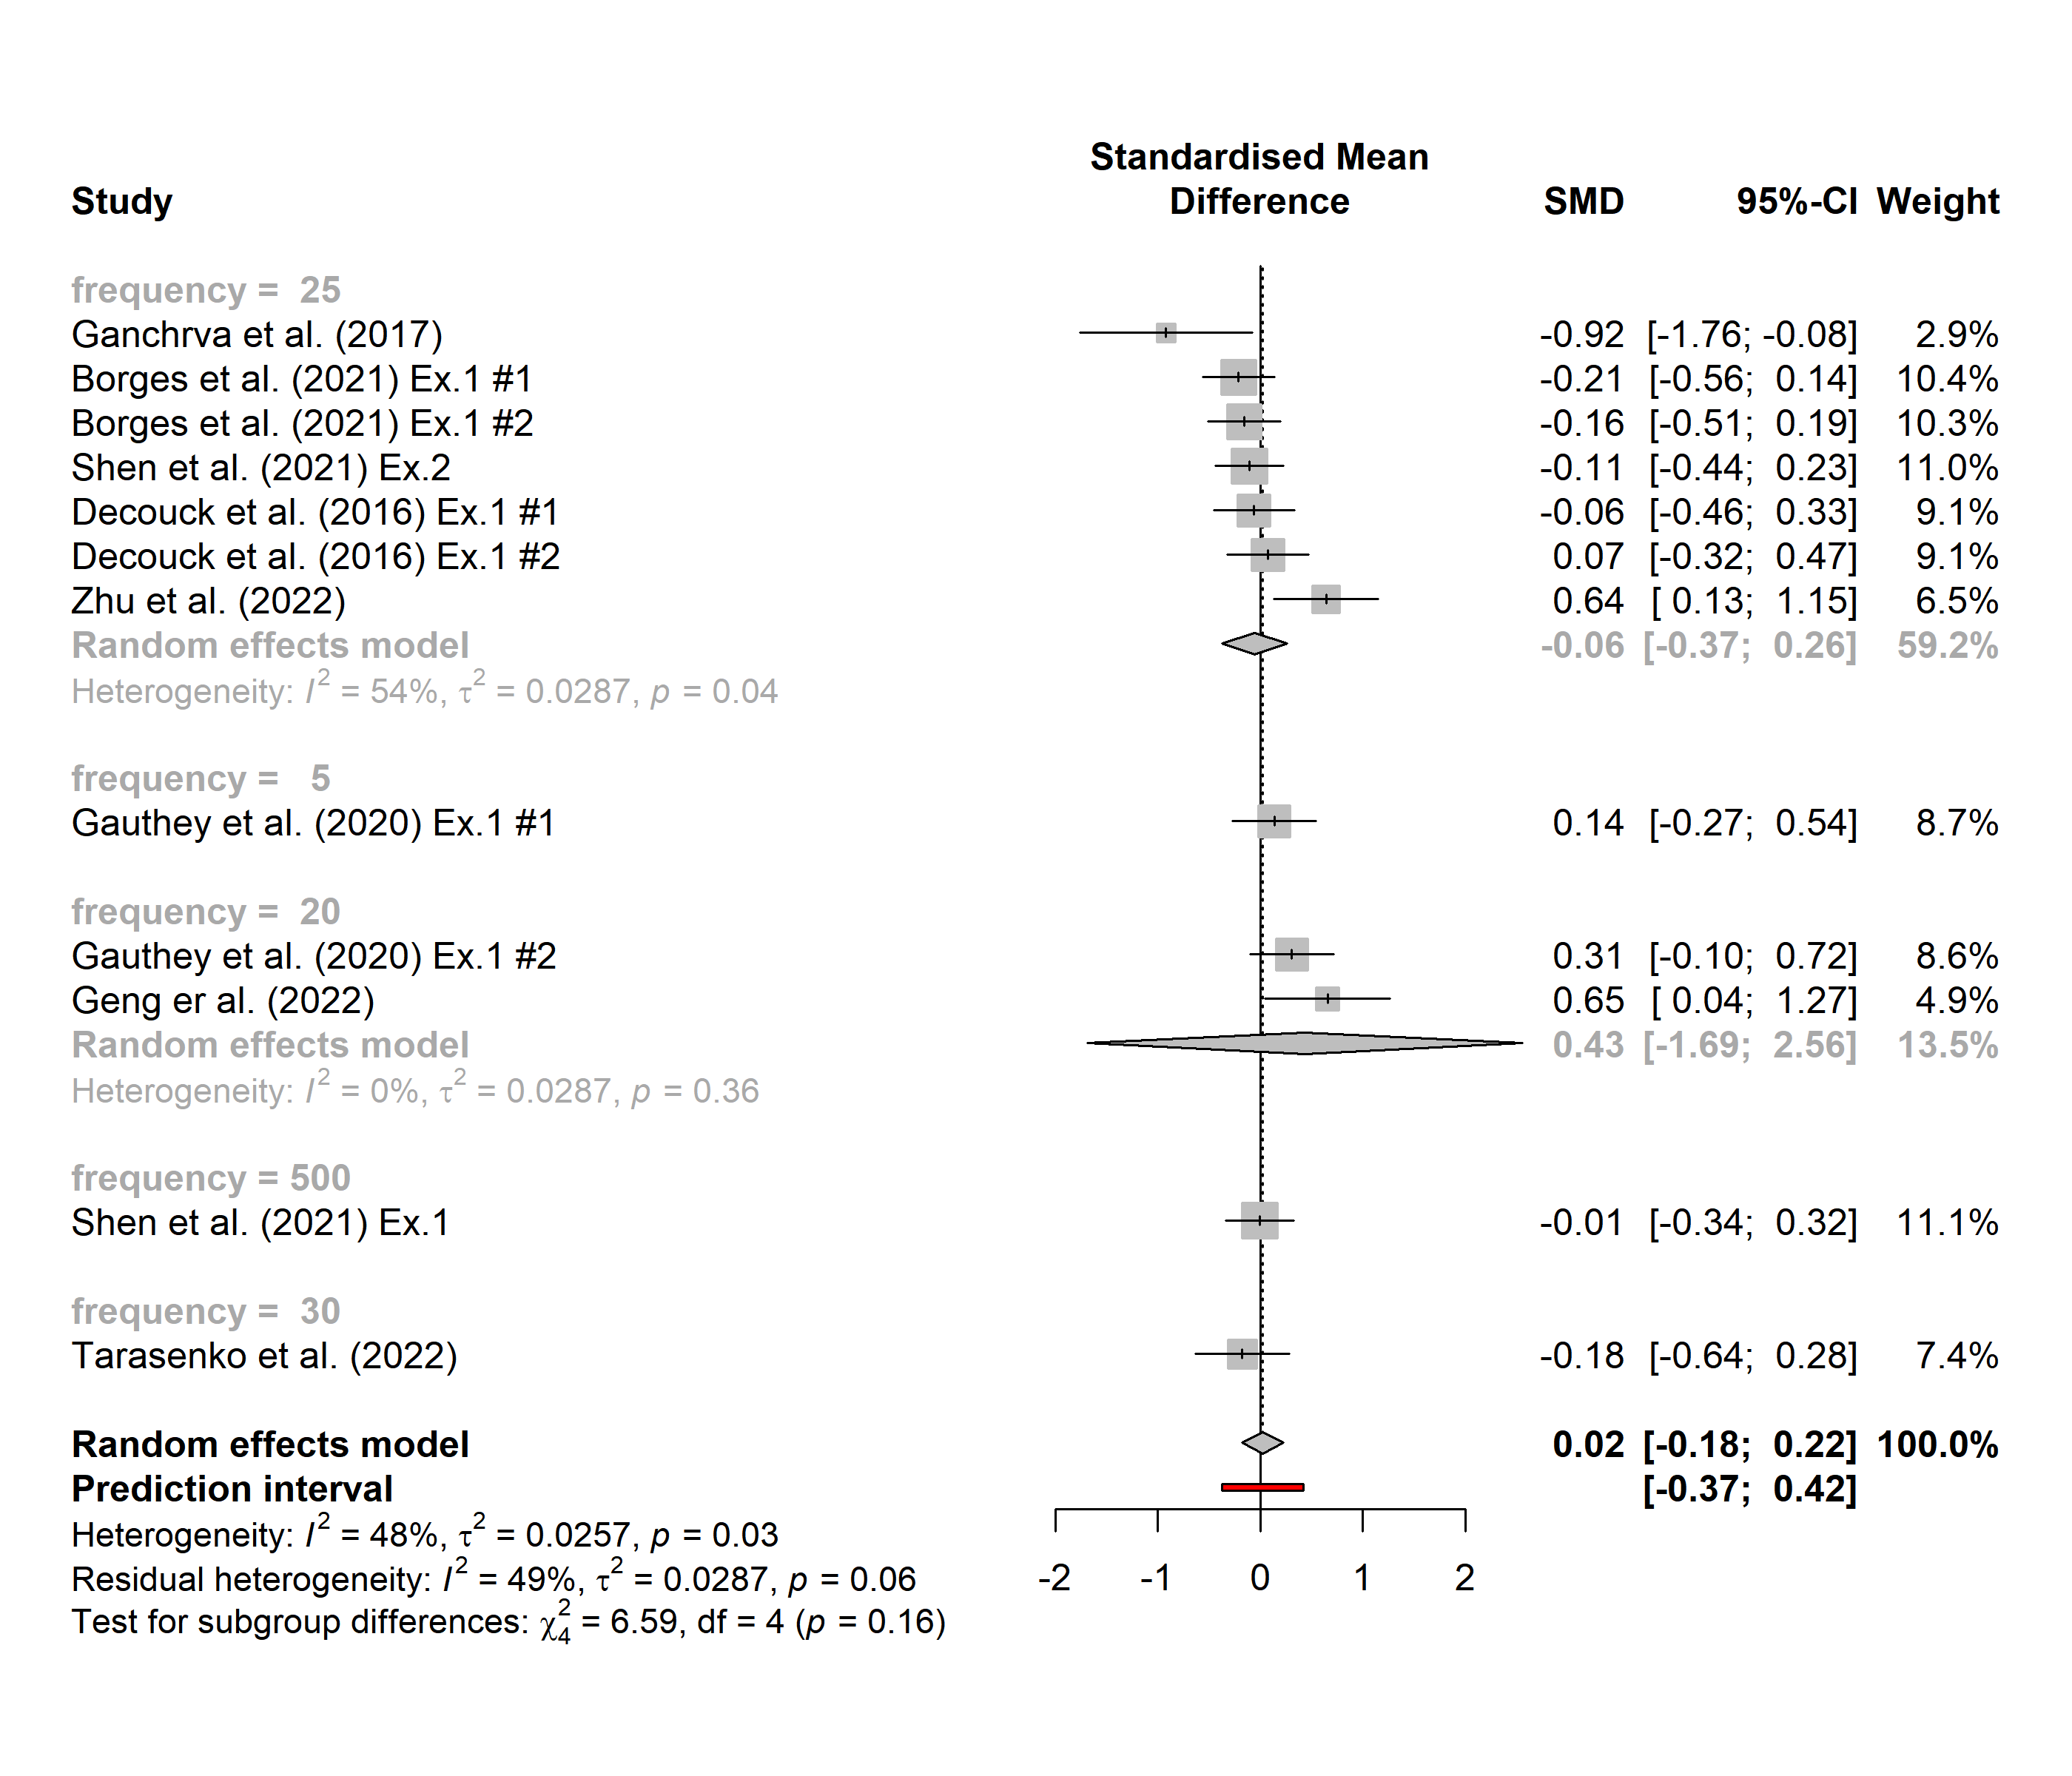 Standardised Mean
Study Difference SMD 95%-CI Weight
frequency = 25
Ganchrva et al. (2017) -0.92 [-1.76; -0.08] 2.9%
Borges et al. (2021) Ex.1 #1 -0.21 [-0.56; 0.14] 10.4%
Borges et al. (2021) Ex.1 #2 -0.16 [-0.51; 0.19] 10.3%
Shen et al. (2021) Ex.2 -0.11 [-0.44; 0.23] 11.0%
Decouck et al. (2016) Ex.1 #1 -0.06 [-0.46; 0.33] 9.1%
Decouck et al. (2016) Ex.1 #2 0.07 [-0.32; 0.47] 9.1%
Zhu et al. (2022) 0.64 [ 0.13; 1.15] 6.5%
Random effects model -0.06 [-0.37; 0.26] 59.2%
Heterogeneity: I² = 54%, τ² = 0.0287, p = 0.04
frequency = 5
Gauthey et al. (2020) Ex.1 #1 0.14 [-0.27; 0.54] 8.7%
frequency = 20
Gauthey et al. (2020) Ex.1 #2 0.31 [-0.10; 0.72] 8.6%
Geng er al. (2022) 0.65 [ 0.04; 1.27] 4.9%
Random effects model 0.43 [-1.69; 2.56] 13.5%
Heterogeneity: I² = 0%, τ² = 0.0287, p = 0.36
frequency = 500
Shen et al. (2021) Ex.1 -0.01 [-0.34; 0.32] 11.1%
frequency = 30
Tarasenko et al. (2022) -0.18 [-0.64; 0.28] 7.4%
Random effects model 0.02 [-0.18; 0.22] 100.0%
Prediction interval [-0.37; 0.42]
Heterogeneity: I² = 48%, τ² = 0.0257, p = 0.03
Residual heterogeneity: I² = 49%, τ² = 0.0287, p = 0.06
-2 -1 0 1 2
Test for subgroup differences: χ²₄ = 6.59, df = 4 (p = 0.16)